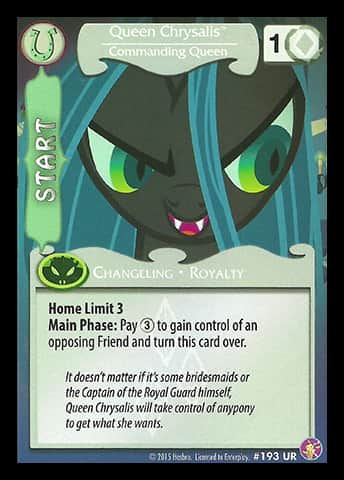 Queen Chrysalis™
Commanding Queen
1
START
CHANGELING • ROYALTY
Home Limit 3
Main Phase: Pay 3 to gain control of an
opposing Friend and turn this card over.
It doesn't matter if it's some bridesmaids or
the Captain of the Royal Guard himself,
Queen Chrysalis will take control of anypony
to get what she wants.
© 2015 Hasbro. Licensed to Enterplay. #193 UR